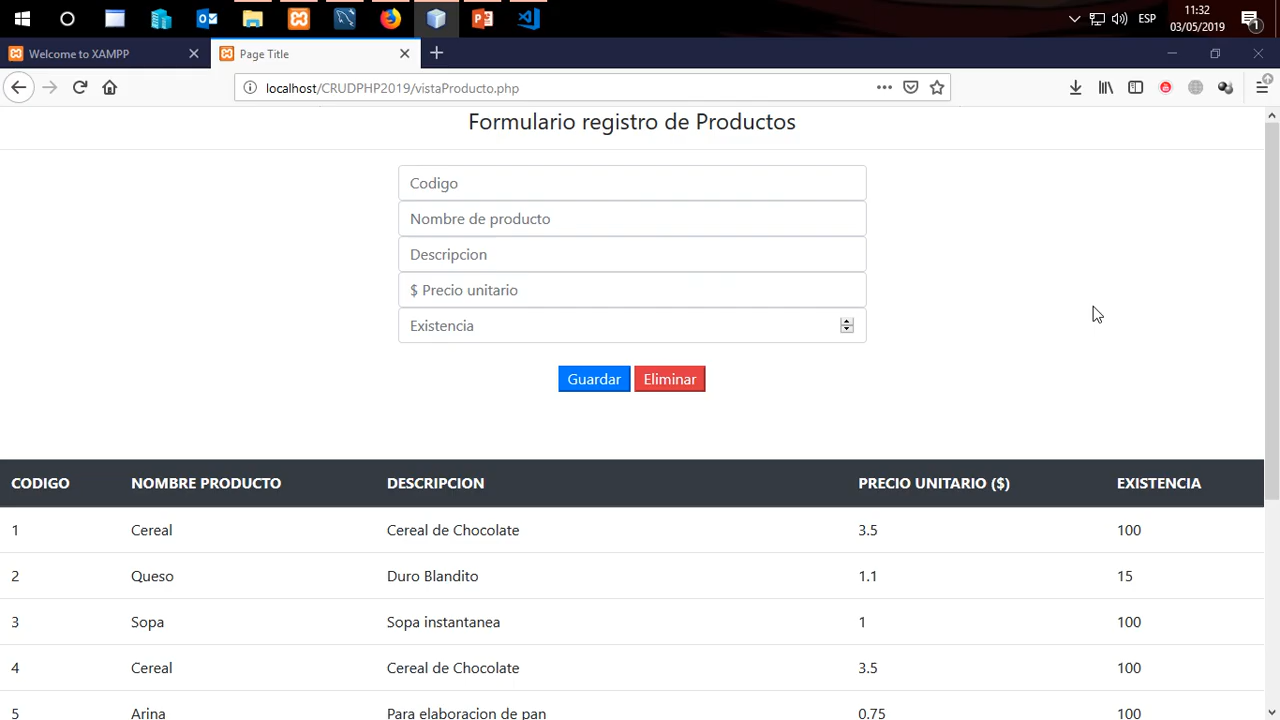 11:32
ESP
03/05/2019
1
Welcome to XAMPP
Page Title
localhost/CRUDPHP2019/vistaProducto.php
Formulario registro de Productos
Codigo
Nombre de producto
Descripcion
$ Precio unitario
Existencia
Guardar Eliminar
CODIGO NOMBRE PRODUCTO DESCRIPCION PRECIO UNITARIO ($) EXISTENCIA
1 Cereal Cereal de Chocolate 3.5 100
2 Queso Duro Blandito 1.1 15
3 Sopa Sopa instantanea 1 100
4 Cereal Cereal de Chocolate 3.5 100
5 Arina Para elaboracion de pan 0.75 100